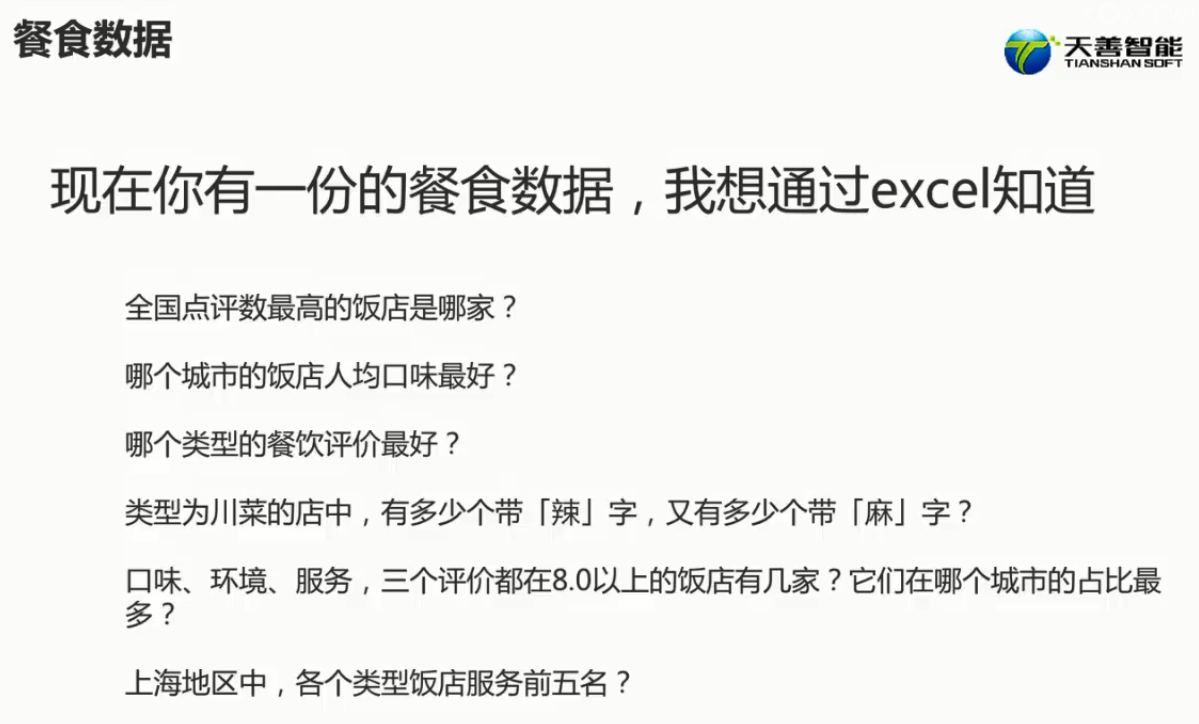 餐食数据
天善智能
TIANSHAN SOFT
现在你有一份的餐食数据，我想通过excel知道
全国点评数最高的饭店是哪家？
哪个城市的饭店人均口味最好？
哪个类型的餐饮评价最好？
类型为川菜的店中，有多少个带「辣」字，又有多少个带「麻」字？
口味、环境、服务，三个评价都在8.0以上的饭店有几家？它们在哪个城市的占比最
多？
上海地区中，各个类型饭店服务前五名？